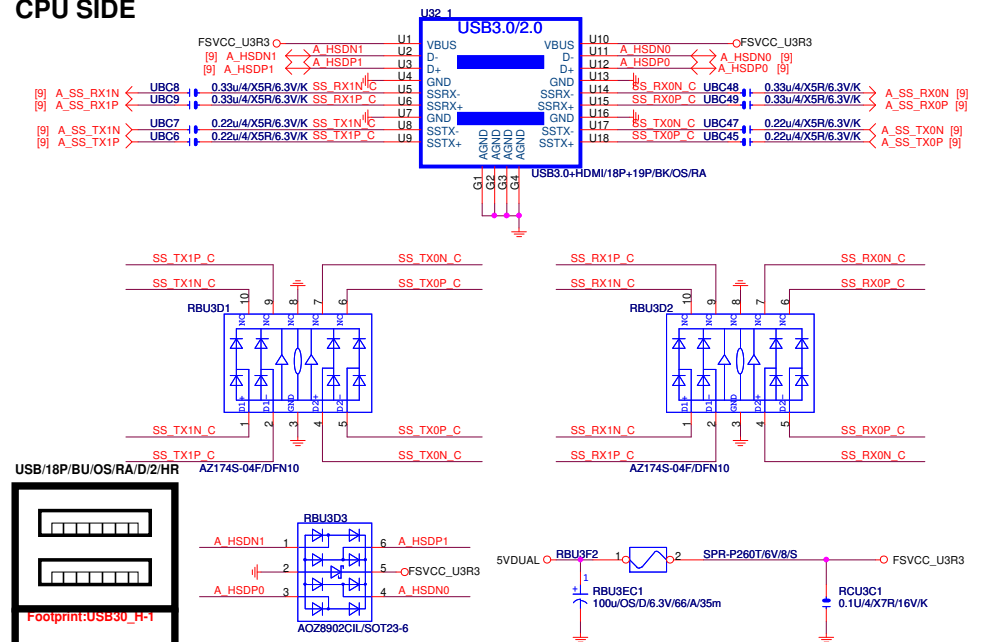 CPU SIDE
U32_1
USB3.0/2.0
FSVCC_U3R3 U1 VBUS VBUS U10 FSVCC_U3R3
[9] A_HSDN1 U2 D- D- U11 A_HSDN0 A_HSDN0 [9]
[9] A_HSDP1 U3 D+ D+ U12 A_HSDP0 A_HSDP0 [9]
U4 GND GND U13
[9] A_SS_RX1N UBC8 0.33u/4/X5R/6.3V/K SS_RX1N_C U5 SSRX- SSRX- U14 SS_RX0N_C UBC48 0.33u/4/X5R/6.3V/K A_SS_RX0N [9]
[9] A_SS_RX1P UBC9 0.33u/4/X5R/6.3V/K SS_RX1P_C U6 SSRX+ SSRX+ U15 SS_RX0P_C UBC49 0.33u/4/X5R/6.3V/K A_SS_RX0P [9]
U7 GND GND U16
[9] A_SS_TX1N UBC7 0.22u/4/X5R/6.3V/K SS_TX1N_C U8 SSTX- SSTX- U17 SS_TX0N_C UBC47 0.22u/4/X5R/6.3V/K A_SS_TX0N [9]
[9] A_SS_TX1P UBC6 0.22u/4/X5R/6.3V/K SS_TX1P_C U9 SSTX+ SSTX+ U18 SS_TX0P_C UBC45 0.22u/4/X5R/6.3V/K A_SS_TX0P [9]
AGND AGND AGND AGND
G1 G2 G3 G4
USB3.0+HDMI/18P+19P/BK/OS/RA
SS_TX1P_C SS_TX0N_C SS_RX1P_C SS_RX0N_C
SS_TX1N_C SS_TX0P_C SS_RX1N_C SS_RX0P_C
10 9 8 7 6 10 9 8 7 6
RBU3D1 RBU3D2
NC NC NC NC NC NC NC NC
D1+ D1- GND D2+ D2- D1+ D1- GND D2+ D2-
1 2 3 4 5 1 2 3 4 5
SS_TX1N_C SS_TX0P_C SS_RX1N_C SS_RX0P_C
SS_TX1P_C SS_TX0N_C SS_RX1P_C SS_RX0N_C
AZ174S-04F/DFN10 AZ174S-04F/DFN10
USB/18P/BU/OS/RA/D/2/HR
Footprint:USB30_H-1
RBU3D3
A_HSDN1 1 6 A_HSDP1
2 5 FSVCC_U3R3
A_HSDP0 3 4 A_HSDN0
AOZ8902CIL/SOT23-6
5VDUAL RBU3F2 1 2 SPR-P260T/6V/8/S FSVCC_U3R3
1
+ RBU3EC1
100u/OS/D/6.3V/66/A/35m
RCU3C1
0.1U/4/X7R/16V/K